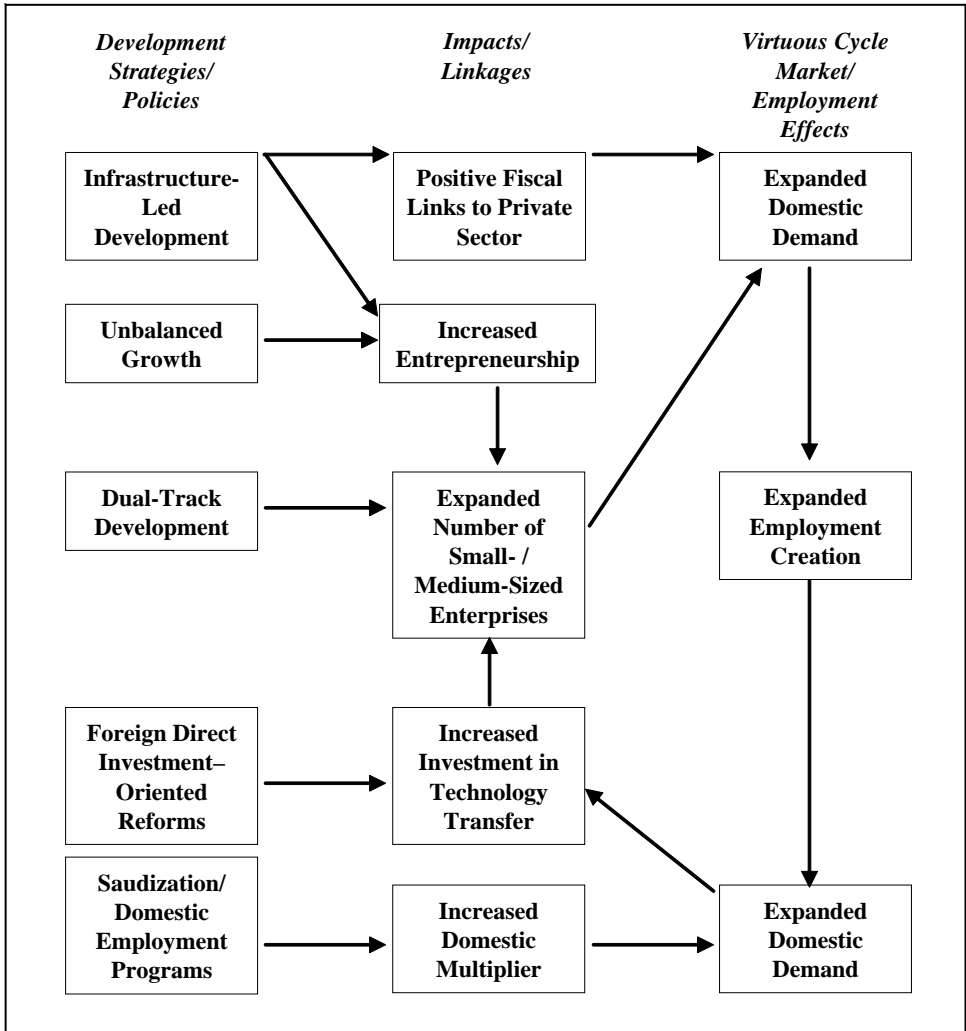 Development
Strategies/
Policies
Impacts/
Linkages
Virtuous Cycle
Market/
Employment
Effects
Infrastructure-
Led
Development
Positive Fiscal
Links to Private
Sector
Expanded
Domestic
Demand
Unbalanced
Growth
Increased
Entrepreneurship
Dual-Track
Development
Expanded
Number of
Small- /
Medium-Sized
Enterprises
Expanded
Employment
Creation
Foreign Direct
Investment–
Oriented
Reforms
Increased
Investment in
Technology
Transfer
Saudization/
Domestic
Employment
Programs
Increased
Domestic
Multiplier
Expanded
Domestic
Demand